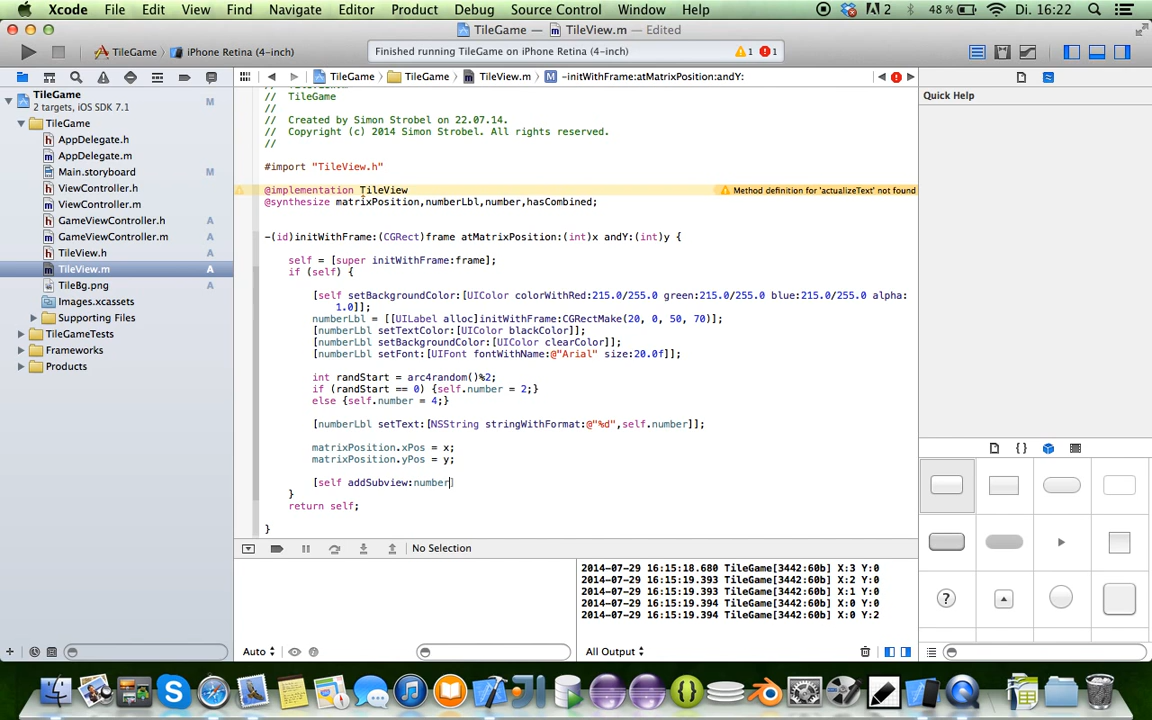 Xcode File Edit View Find Navigate Editor Product Debug Source Control Window Help 2 48 % Di. 16:22
TileGame — TileView.m — Edited
TileGame iPhone Retina (4-inch) Finished running TileGame on iPhone Retina (4-inch) 1 1
TileGame TileGame TileView.m M -initWithFrame:atMatrixPosition:andY:
Quick Help
TileGame M
2 targets, iOS SDK 7.1
TileGame
AppDelegate.h
AppDelegate.m
Main.storyboard M
ViewController.h
ViewController.m
GameViewController.h A
GameViewController.m A
TileView.h A
TileView.m A
TileBg.png A
Images.xcassets
Supporting Files
TileGameTests
Frameworks
Products
//
// TileGame
//
// Created by Simon Strobel on 22.07.14.
// Copyright (c) 2014 Simon Strobel. All rights reserved.
//
#import "TileView.h"
@implementation TileView Method definition for 'actualizeText' not found
@synthesize matrixPosition,numberLbl,number,hasCombined;
-(id)initWithFrame:(CGRect)frame atMatrixPosition:(int)x andY:(int)y {
self = [super initWithFrame:frame];
if (self) {
[self setBackgroundColor:[UIColor colorWithRed:215.0/255.0 green:215.0/255.0 blue:215.0/255.0 alpha:
1.0]];
numberLbl = [[UILabel alloc]initWithFrame:CGRectMake(20, 0, 50, 70)];
[numberLbl setTextColor:[UIColor blackColor]];
[numberLbl setBackgroundColor:[UIColor clearColor]];
[numberLbl setFont:[UIFont fontWithName:@"Arial" size:20.0f]];
int randStart = arc4random()%2;
if (randStart == 0) {self.number = 2;}
else {self.number = 4;}
[numberLbl setText:[NSString stringWithFormat:@"%d",self.number]];
matrixPosition.xPos = x;
matrixPosition.yPos = y;
[self addSubview:number]
}
return self;
}
No Selection
2014-07-29 16:15:18.680 TileGame[3442:60b] X:3 Y:0
2014-07-29 16:15:19.393 TileGame[3442:60b] X:2 Y:0
2014-07-29 16:15:19.393 TileGame[3442:60b] X:1 Y:0
2014-07-29 16:15:19.394 TileGame[3442:60b] X:0 Y:0
2014-07-29 16:15:19.394 TileGame[3442:60b] X:0 Y:2
Auto All Output